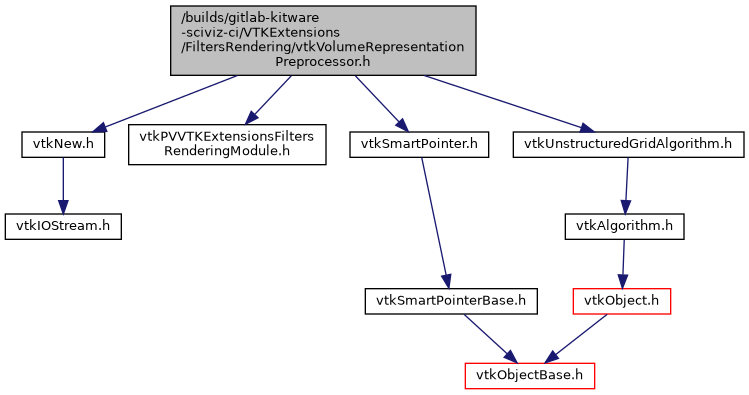 /builds/gitlab-kitware
-sciviz-ci/VTKExtensions
/FiltersRendering/vtkVolumeRepresentation
Preprocessor.h
vtkNew.h
vtkPVVTKExtensionsFilters
RenderingModule.h
vtkSmartPointer.h
vtkUnstructuredGridAlgorithm.h
vtkIOStream.h
vtkAlgorithm.h
vtkSmartPointerBase.h
vtkObject.h
vtkObjectBase.h